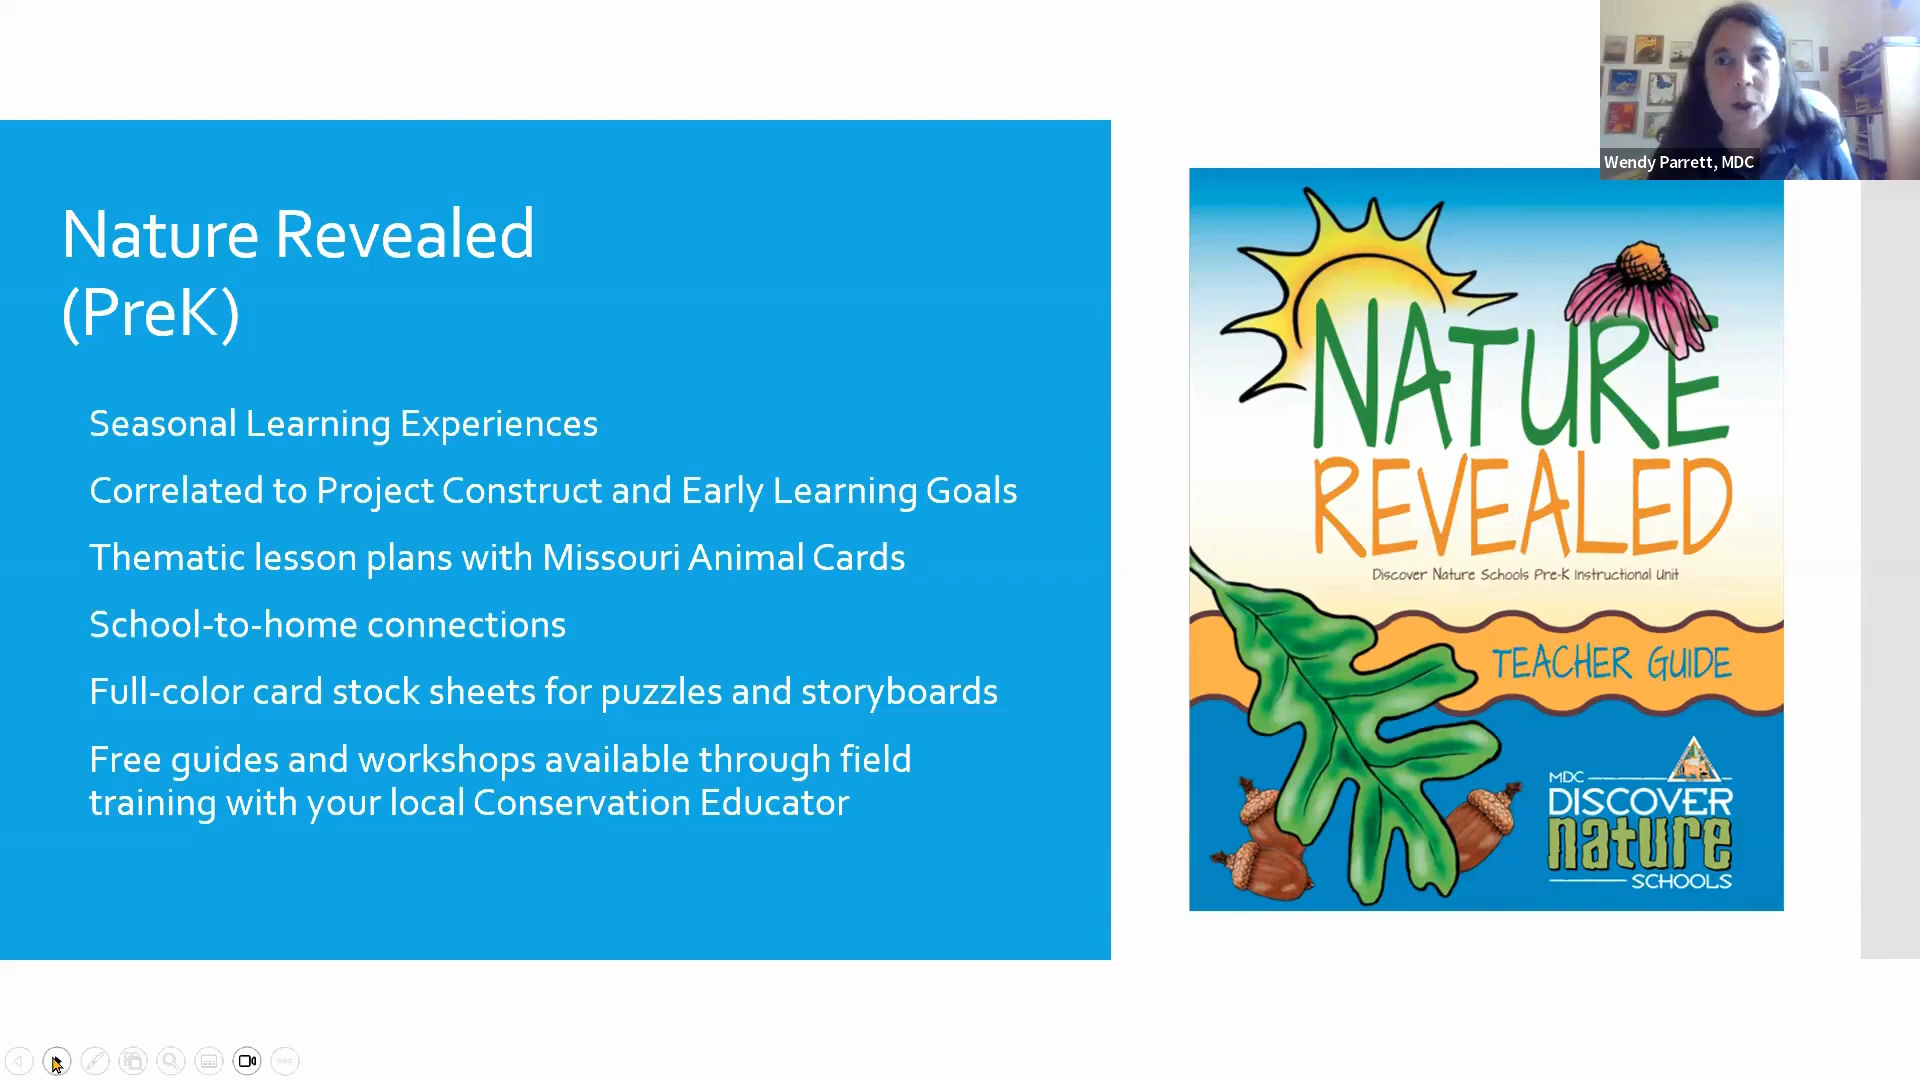 Nature Revealed
(PreK)
Seasonal Learning Experiences
Correlated to Project Construct and Early Learning Goals
Thematic lesson plans with Missouri Animal Cards
School-to-home connections
Full-color card stock sheets for puzzles and storyboards
Free guides and workshops available through field
training with your local Conservation Educator
Wendy Parrett, MDC
NATURE
REVEALED
Discover Nature Schools Pre-K Instructional Unit
TEACHER GUIDE
MDC
DISCOVER
nature
SCHOOLS